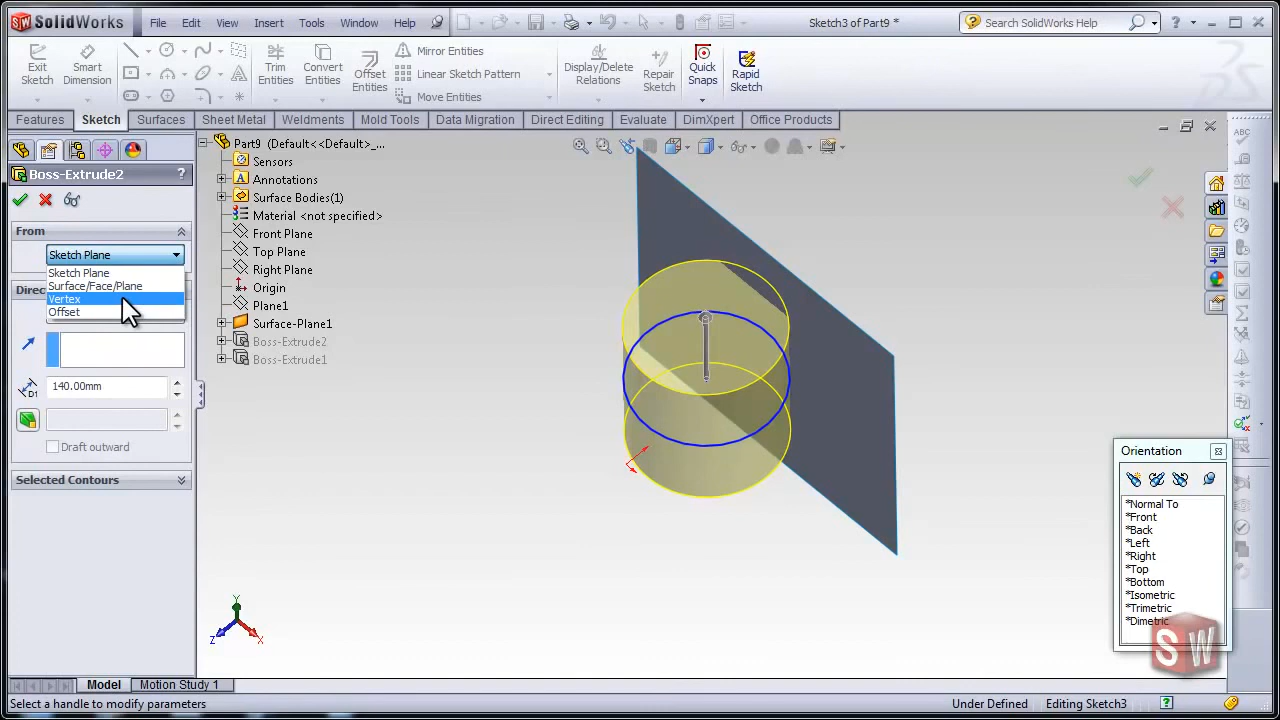 SolidWorks File Edit View Insert Tools Window Help Sketch3 of Part9 * Search SolidWorks Help
Exit Sketch
Smart Dimension
Trim Entities
Convert Entities
Offset Entities
Mirror Entities
Linear Sketch Pattern
Move Entities
Display/Delete Relations
Repair Sketch
Quick Snaps
Rapid Sketch
Features Sketch Surfaces Sheet Metal Weldments Mold Tools Data Migration Direct Editing Evaluate DimXpert Office Products
Boss-Extrude2 ?
From
Sketch Plane
Sketch Plane
Surface/Face/Plane
Vertex
Offset
Direc
D1 140.00mm
Draft outward
Selected Contours
Part9 (Default<<Default>_...
Sensors
A Annotations
Surface Bodies(1)
Material <not specified>
Front Plane
Top Plane
Right Plane
Origin
Plane1
Surface-Plane1
Boss-Extrude2
Boss-Extrude1
Y
Z
X
ABC
Orientation
*Normal To
*Front
*Back
*Left
*Right
*Top
*Bottom
*Isometric
*Trimetric
*Dimetric
SW
Model Motion Study 1
Select a handle to modify parameters Under Defined Editing Sketch3 ?